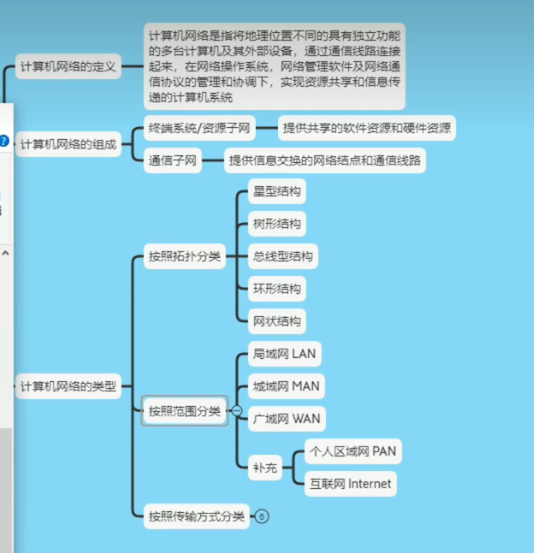 计算机网络的定义
计算机网络是指将地理位置不同的具有独立功能
的多台计算机及其外部设备，通过通信线路连接
起来，在网络操作系统，网络管理软件及网络通
信协议的管理和协调下，实现资源共享和信息传
递的计算机系统
计算机网络的组成
终端系统/资源子网
提供共享的软件资源和硬件资源
通信子网
提供信息交换的网络结点和通信线路
计算机网络的类型
按照拓扑分类
星型结构
树形结构
总线型结构
环形结构
网状结构
按照范围分类
局域网 LAN
城域网 MAN
广域网 WAN
补充
个人区域网 PAN
互联网 Internet
按照传输方式分类
6